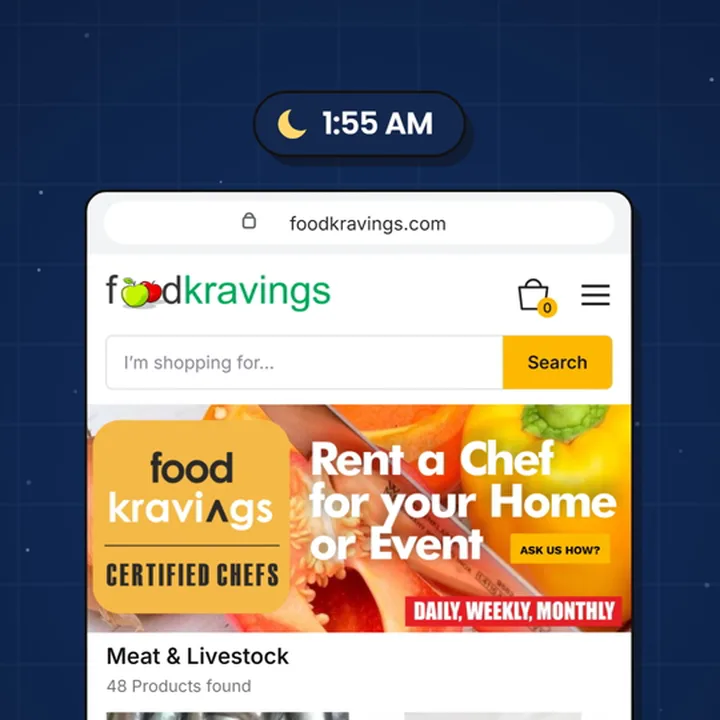 1:55 AM
foodkravings.com
foodkravings
0
I'm shopping for...
Search
food
kraviʌgs
CERTIFIED CHEFS
Rent a Chef
for your Home
or Event
ASK US HOW?
DAILY, WEEKLY, MONTHLY
Meat & Livestock
48 Products found